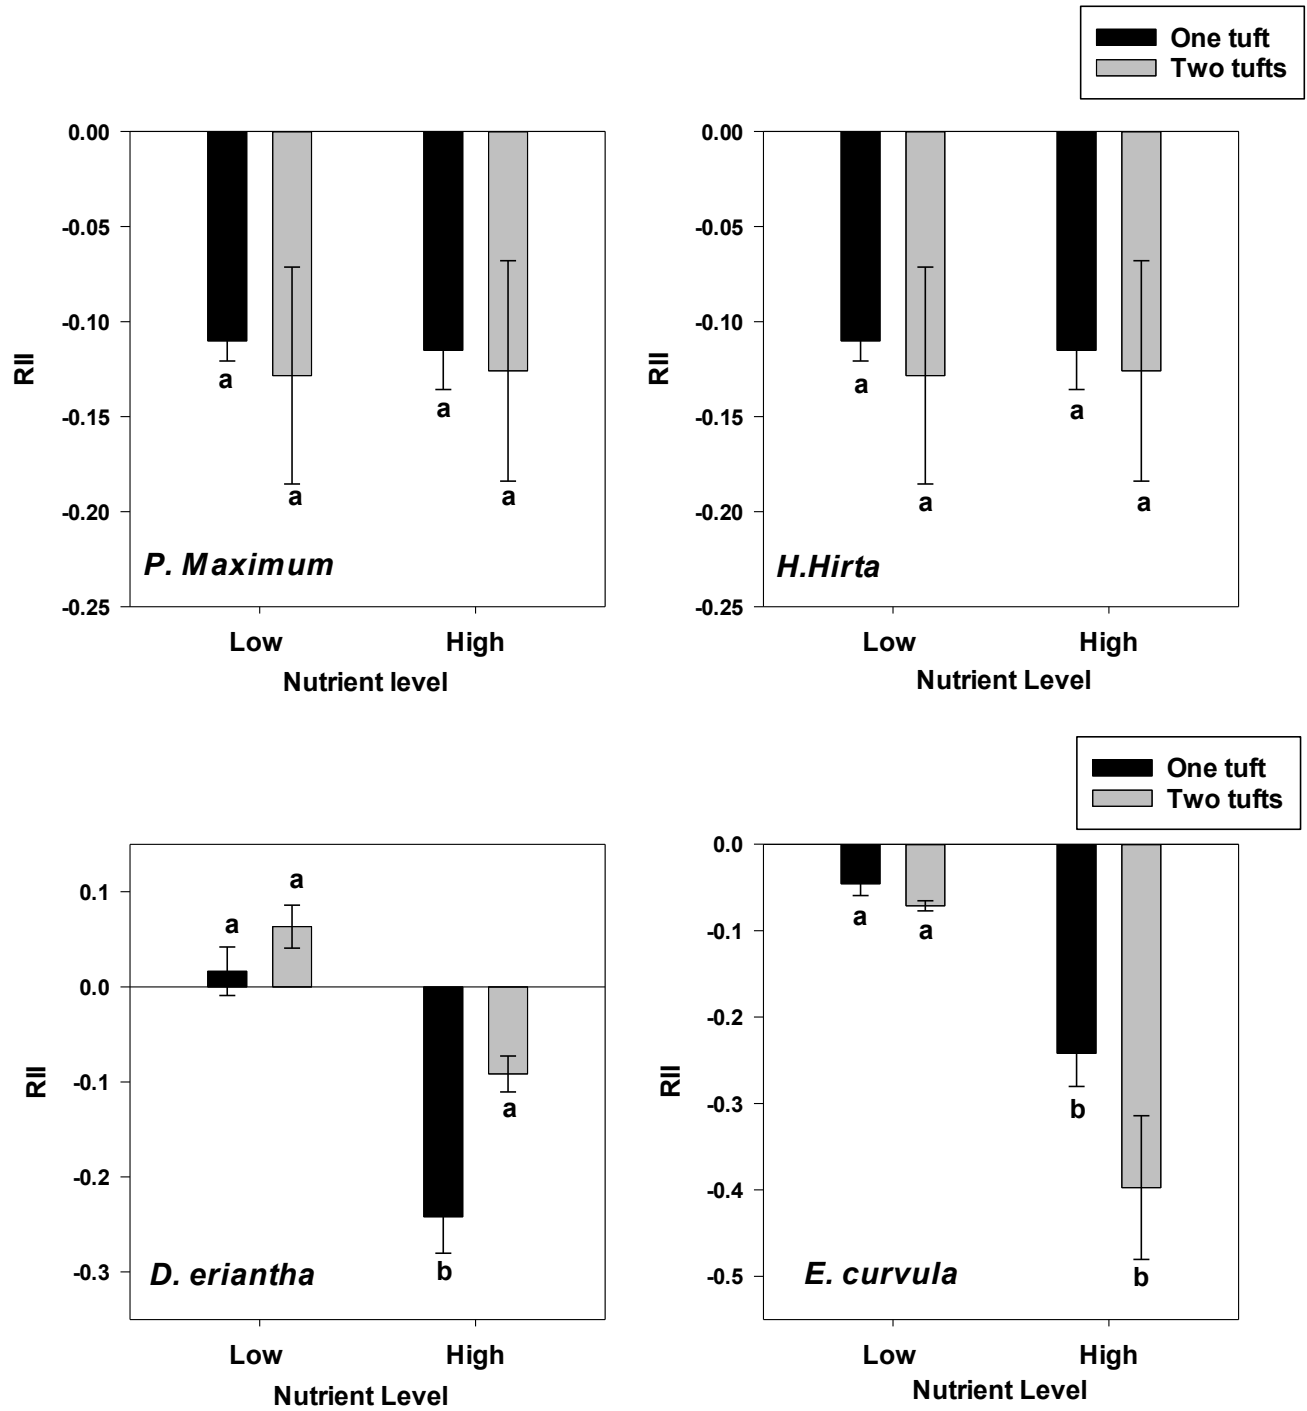 One tuft
Two tufts
0.00
-0.05
-0.10
-0.15
-0.20
-0.25
RII
a
a
a
a
P. Maximum
Low
High
Nutrient level
0.00
-0.05
-0.10
-0.15
-0.20
-0.25
RII
a
a
a
a
H.Hirta
Low
High
Nutrient Level
0.1
0.0
-0.1
-0.2
-0.3
RII
a
a
b
a
D. eriantha
Low
High
Nutrient Level
One tuft
Two tufts
0.0
-0.1
-0.2
-0.3
-0.4
-0.5
RII
a
a
b
b
E. curvula
Low
High
Nutrient Level